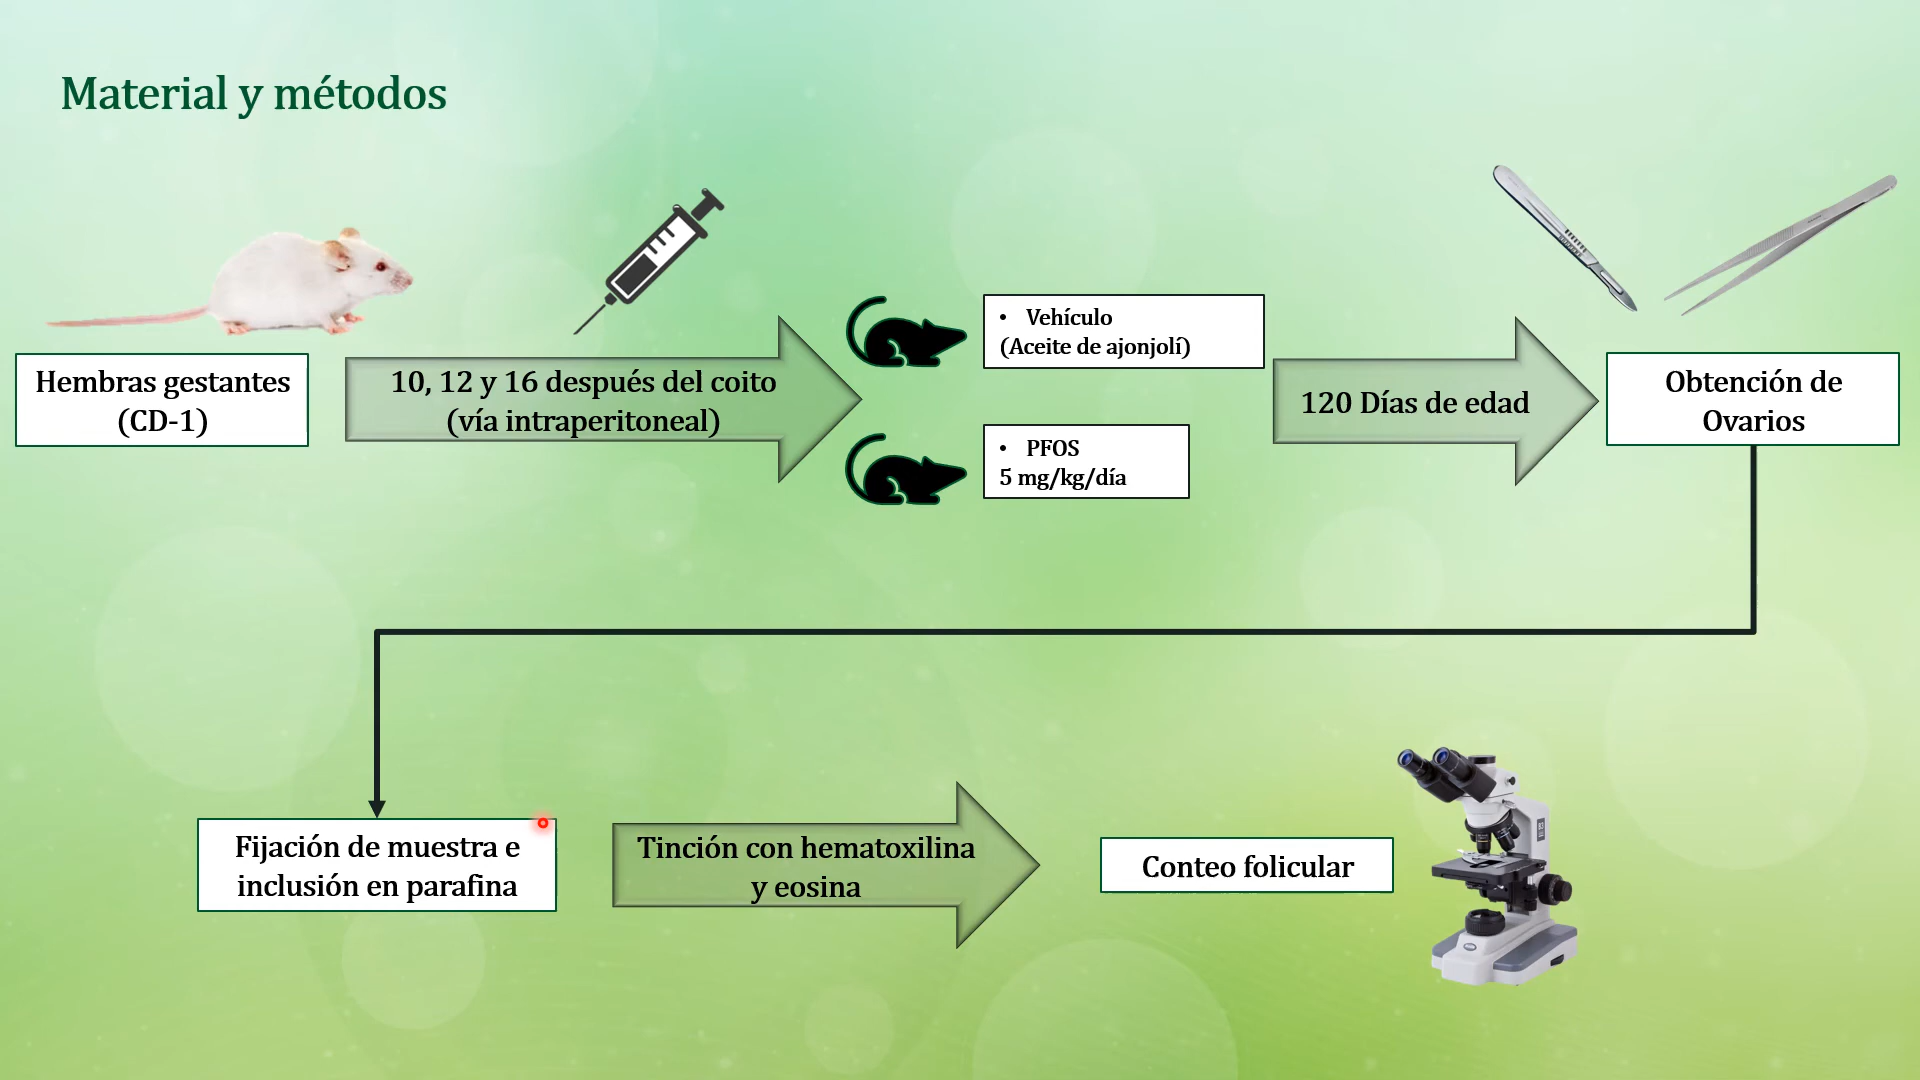 Material y métodos
Hembras gestantes
(CD-1)
10, 12 y 16 después del coito
(vía intraperitoneal)
• Vehículo
(Aceite de ajonjolí)
• PFOS
5 mg/kg/día
120 Días de edad
Obtención de
Ovarios
Fijación de muestra e
inclusión en parafina
Tinción con hematoxilina
y eosina
Conteo folicular